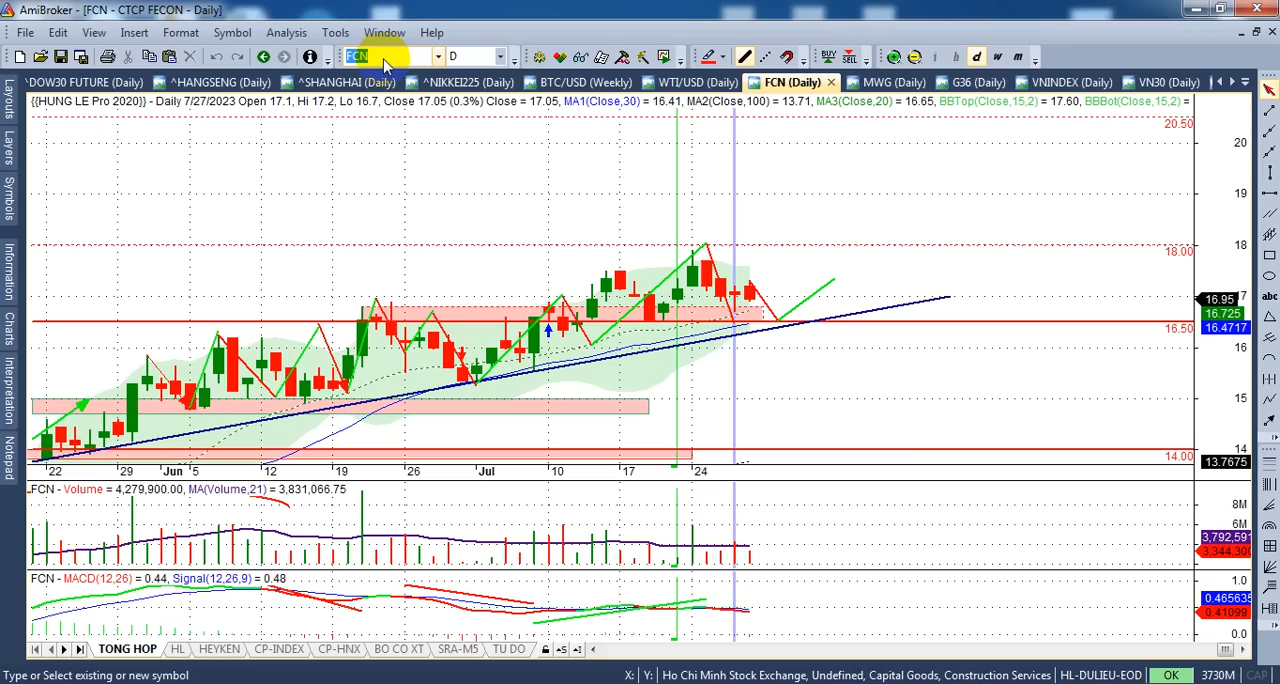 AmiBroker - [FCN - CTCP FECON - Daily]
File Edit View Insert Format Symbol Analysis Tools Window Help
FCN D BUY SELL i h d w m
^DOW30 FUTURE (Daily) ^HANGSENG (Daily) ^SHANGHAI (Daily) ^NIKKEI225 (Daily) BTC/USD (Weekly) WTI/USD (Daily) FCN (Daily) MWG (Daily) G36 (Daily) VNINDEX (Daily) VN30 (Daily)
{{HUNG LE Pro 2020}} - Daily 7/27/2023 Open 17.1, Hi 17.2, Lo 16.7, Close 17.05 (0.3%) Close = 17.05, MA1(Close,30) = 16.41, MA2(Close,100) = 13.71, MA3(Close,20) = 16.65, BBTop(Close,15,2) = 17.60, BBBot(Close,15,2) =
Layouts
Layers
Symbols
Information
Charts
Interpretation
Notepad
20.50
20
19
18
18.00
17
16.95
16.725
16.50
16.4717
16
15
14
14.00
13.7675
22 29 Jun 5 12 19 26 Jul 10 17 24
FCN - Volume = 4,279,900.00, MA(Volume,21) = 3,831,066.75
8M
6M
3,792,591
3,344,300
FCN - MACD(12,26) = 0.44, Signal(12,26,9) = 0.48
1.0
0.465635
0.41099
0.0
TONG HOP HL HEYKEN CP-INDEX CP-HNX BO CO XT SRA-M5 TU DO
Type or Select existing or new symbol X: Y: Ho Chi Minh Stock Exchange, Undefined, Capital Goods, Construction Services HL-DULIEU-EOD OK 3730M CAP